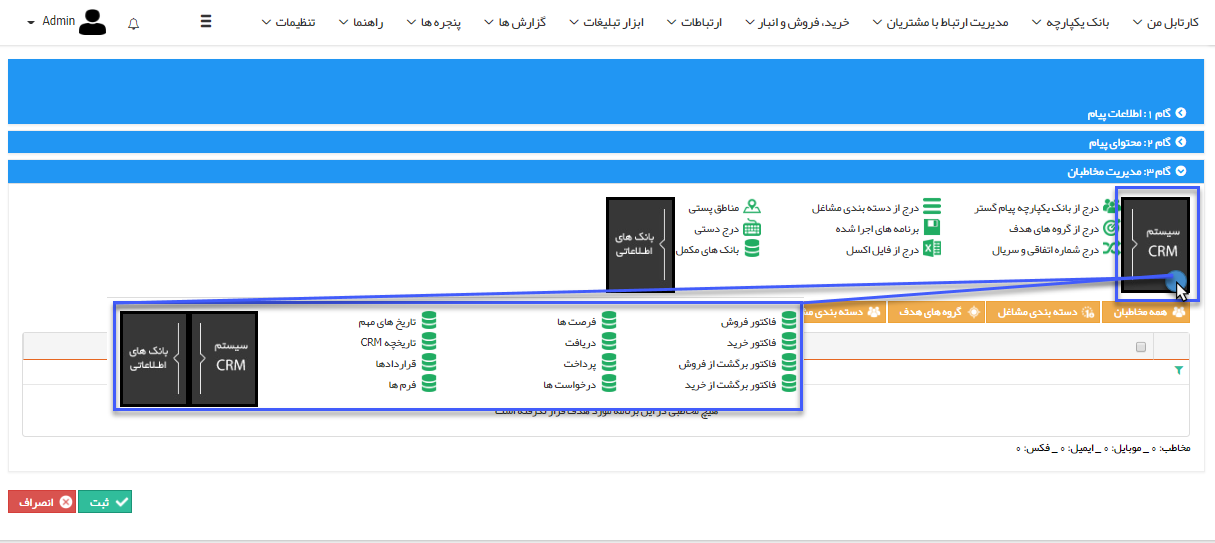 کارتابل من
بانک یکپارچه
مدیریت ارتباط با مشتریان
خرید، فروش و انبار
ارتباطات
ابزار تبلیغات
گزارش ها
پنجره ها
راهنما
تنظیمات
Admin
گام ۱: اطلاعات پیام
گام ۲: محتوای پیام
گام ۳: مدیریت مخاطبان
سیستم
CRM
درج از بانک یکپارچه پیام گستر
درج از دسته بندی مشاغل
مناطق پستی
درج از گروه های هدف
برنامه های اجرا شده
درج دستی
درج شماره اتفاقی و سریال
درج از فایل اکسل
بانک های مکمل
بانک های
اطلاعاتی
همه مخاطبان
دسته بندی مشاغل
گروه های هدف
دسته بندی
فاکتور فروش
فرصت ها
تاریخ های مهم
فاکتور خرید
دریافت
تاریخچه CRM
فاکتور برگشت از فروش
پرداخت
قراردادها
فاکتور برگشت از خرید
درخواست ها
فرم ها
سیستم
CRM
بانک های
اطلاعاتی
هیچ مخاطبی در این برنامه مورد هدف قرار نگرفته است
مخاطب: ۰ _ موبایل: ۰ _ ایمیل: ۰ _ فکس: ۰
ثبت
انصراف